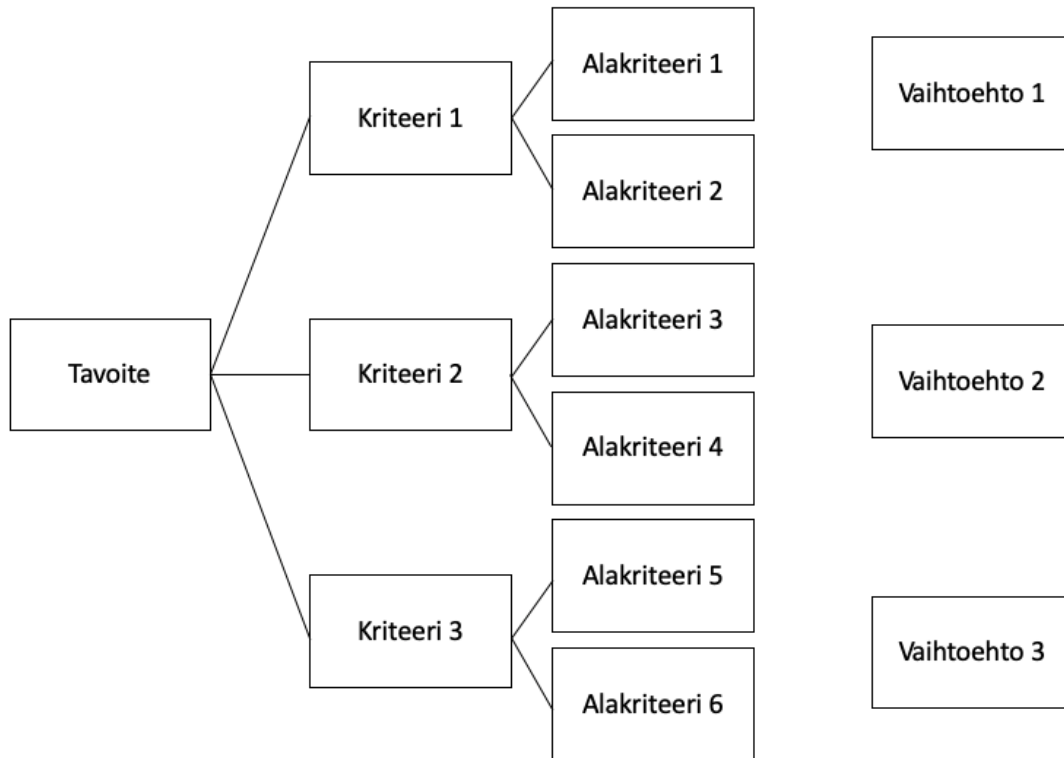 Tavoite
Kriteeri 1
Kriteeri 2
Kriteeri 3
Alakriteeri 1
Alakriteeri 2
Alakriteeri 3
Alakriteeri 4
Alakriteeri 5
Alakriteeri 6
Vaihtoehto 1
Vaihtoehto 2
Vaihtoehto 3